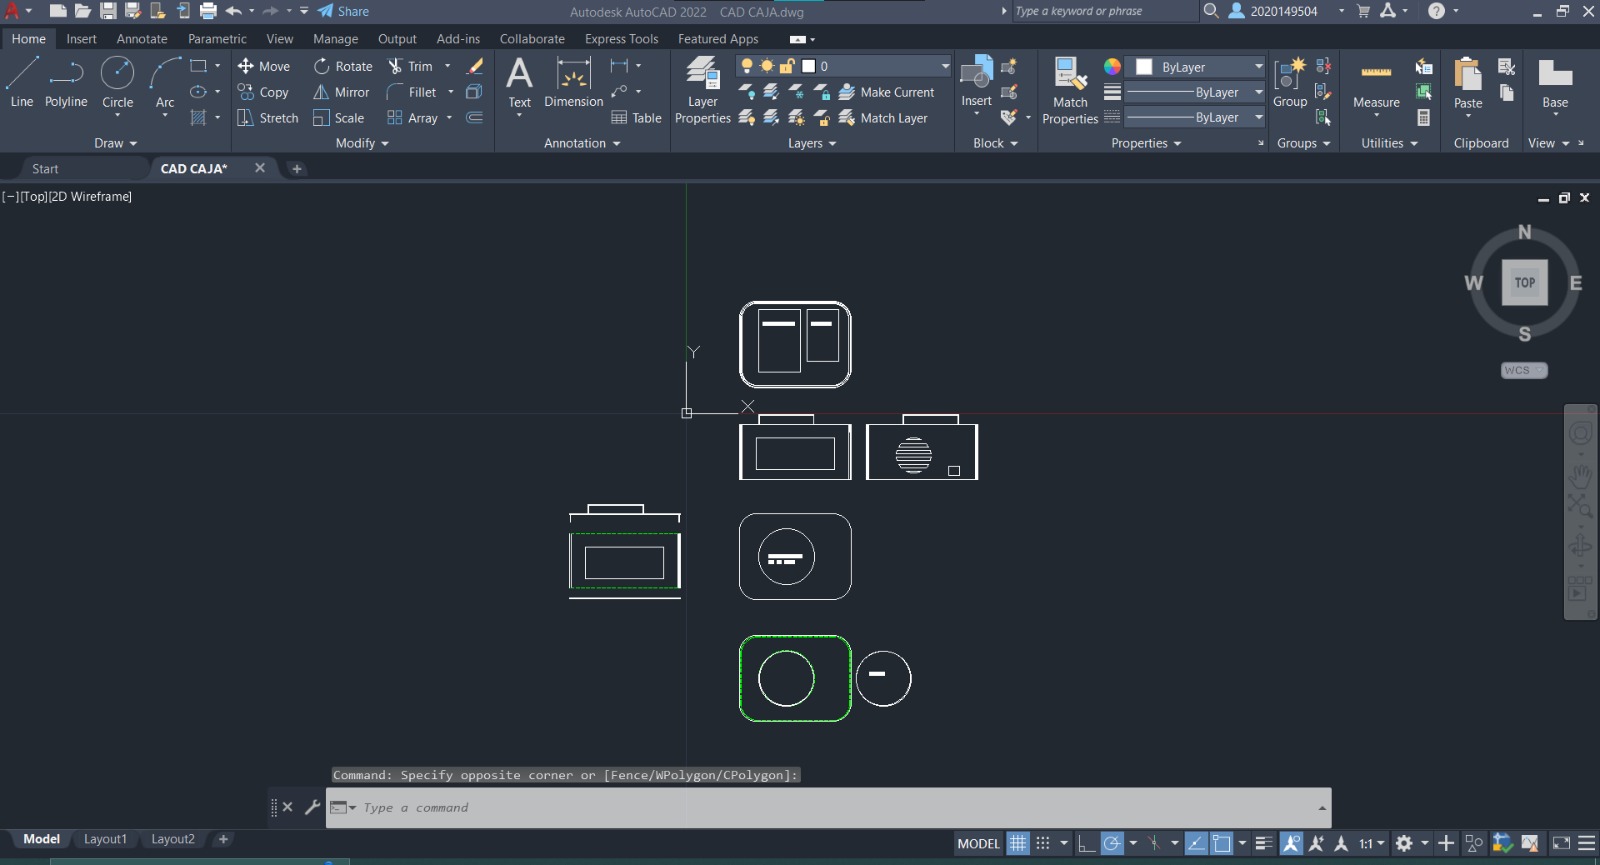 Share
Autodesk AutoCAD 2022 CAD CAJA.dwg
Type a keyword or phrase
2020149504
Home Insert Annotate Parametric View Manage Output Add-ins Collaborate Express Tools Featured Apps
Line Polyline Circle Arc
Move Rotate Trim
Copy Mirror Fillet
Stretch Scale Array
Text Dimension Table
Layer Properties
0
Make Current
Match Layer
Insert
Match Properties
ByLayer
ByLayer
ByLayer
Group
Measure
Paste
Base
Draw Modify Annotation Layers Block Properties Groups Utilities Clipboard View
Start CAD CAJA*
[−][Top][2D Wireframe]
N
W TOP E
S
WCS
Y
X
Command: Specify opposite corner or [Fence/WPolygon/CPolygon]:
Type a command
Model Layout1 Layout2
MODEL 1:1